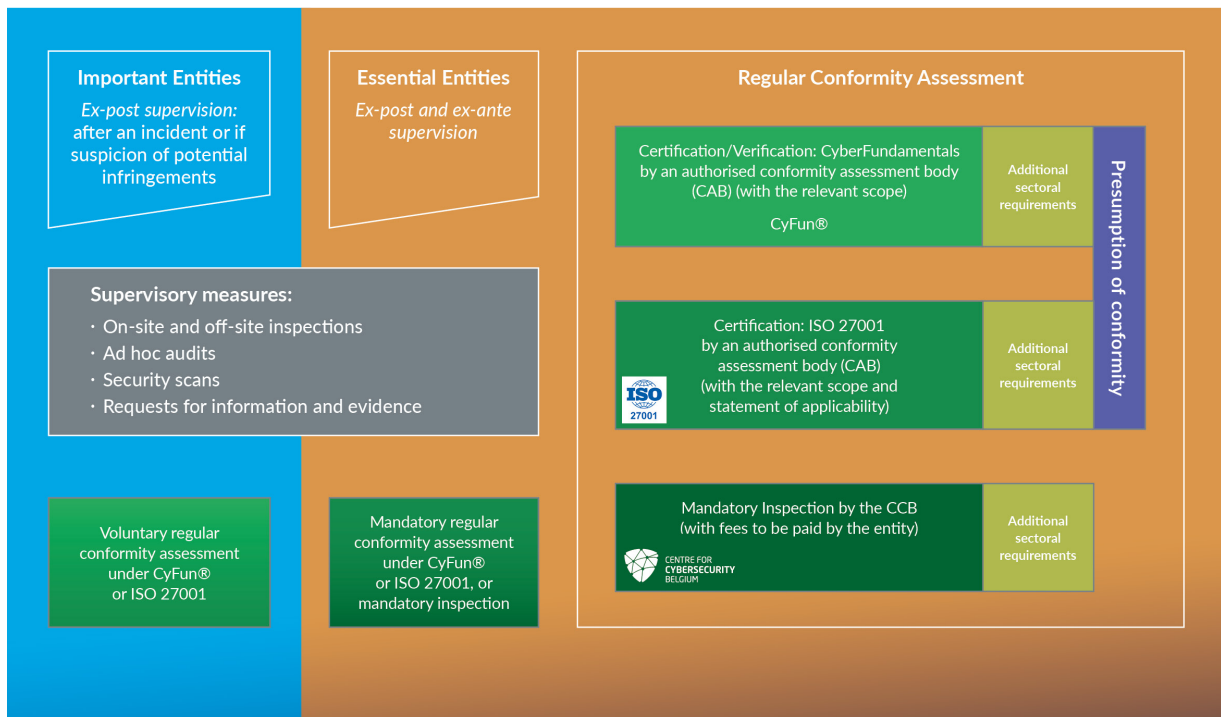 Important Entities
Ex-post supervision:
after an incident or if
suspicion of potential
infringements
Essential Entities
Ex-post and ex-ante
supervision
Supervisory measures:
· On-site and off-site inspections
· Ad hoc audits
· Security scans
· Requests for information and evidence
Voluntary regular
conformity assessment
under CyFun®
or ISO 27001
Mandatory regular
conformity assessment
under CyFun®
or ISO 27001, or
mandatory inspection
Regular Conformity Assessment
Certification/Verification: CyberFundamentals
by an authorised conformity assessment body
(CAB) (with the relevant scope)
CyFun®
Additional
sectoral
requirements
Certification: ISO 27001
by an authorised conformity
assessment body (CAB)
(with the relevant scope and
statement of applicability)
ISO
27001
Additional
sectoral
requirements
Presumption of conformity
Mandatory Inspection by the CCB
(with fees to be paid by the entity)
CENTRE FOR
CYBERSECURITY
BELGIUM
Additional
sectoral
requirements